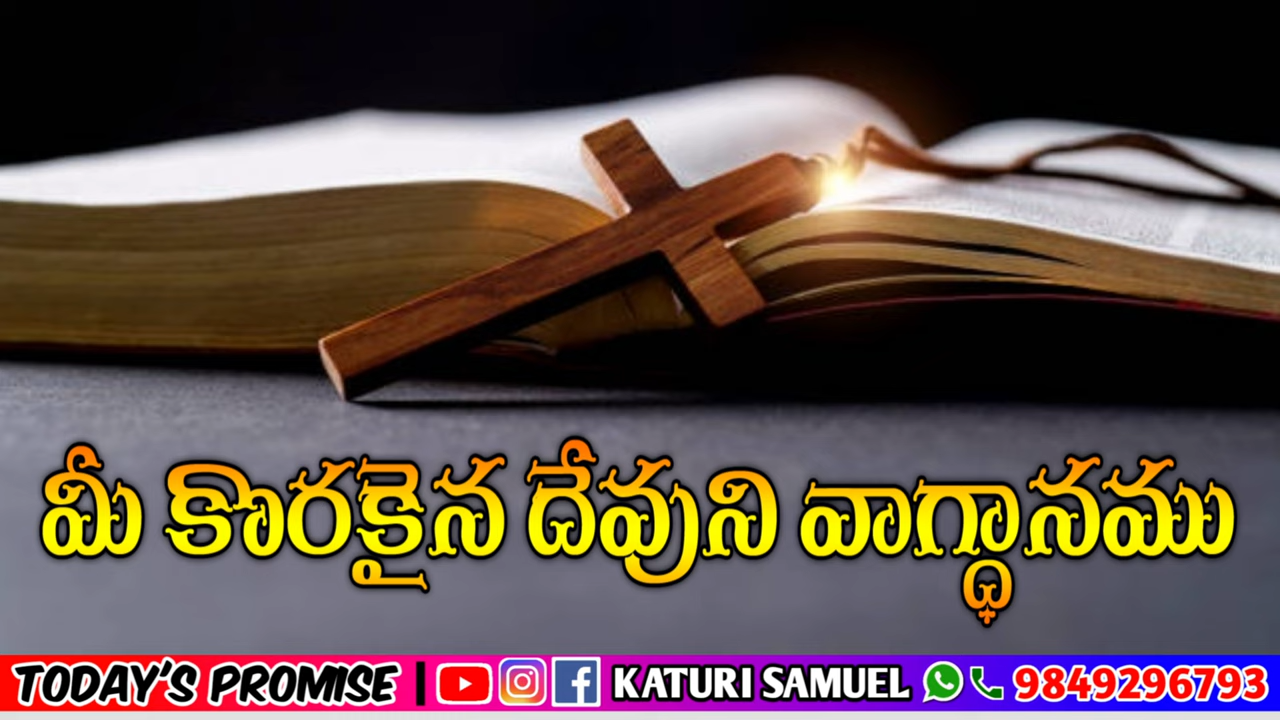 మీ కొరకైన దేవుని వాగ్ధానము
TODAY'S PROMISE | KATURI SAMUEL 9849296793